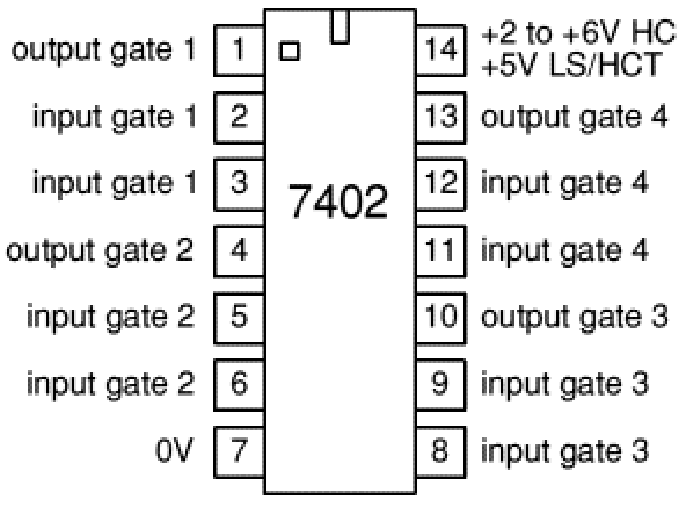 output gate 1 1
input gate 1 2
input gate 1 3
output gate 2 4
input gate 2 5
input gate 2 6
0V 7
7402
14 +2 to +6V HC
+5V LS/HCT
13 output gate 4
12 input gate 4
11 input gate 4
10 output gate 3
9 input gate 3
8 input gate 3